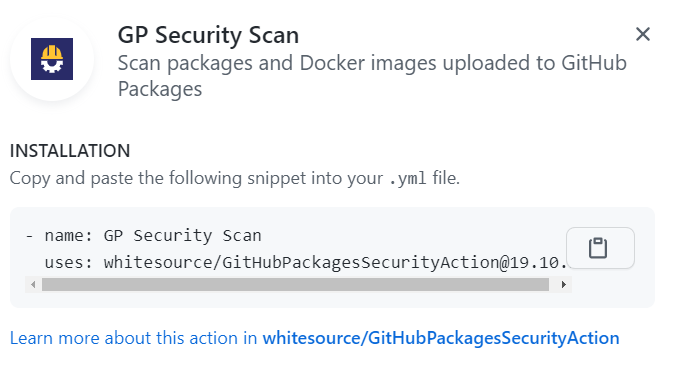 GP Security Scan
Scan packages and Docker images uploaded to GitHub
Packages
INSTALLATION
Copy and paste the following snippet into your .yml file.
- name: GP Security Scan
  uses: whitesource/GitHubPackagesSecurityAction@19.10.
Learn more about this action in whitesource/GitHubPackagesSecurityAction